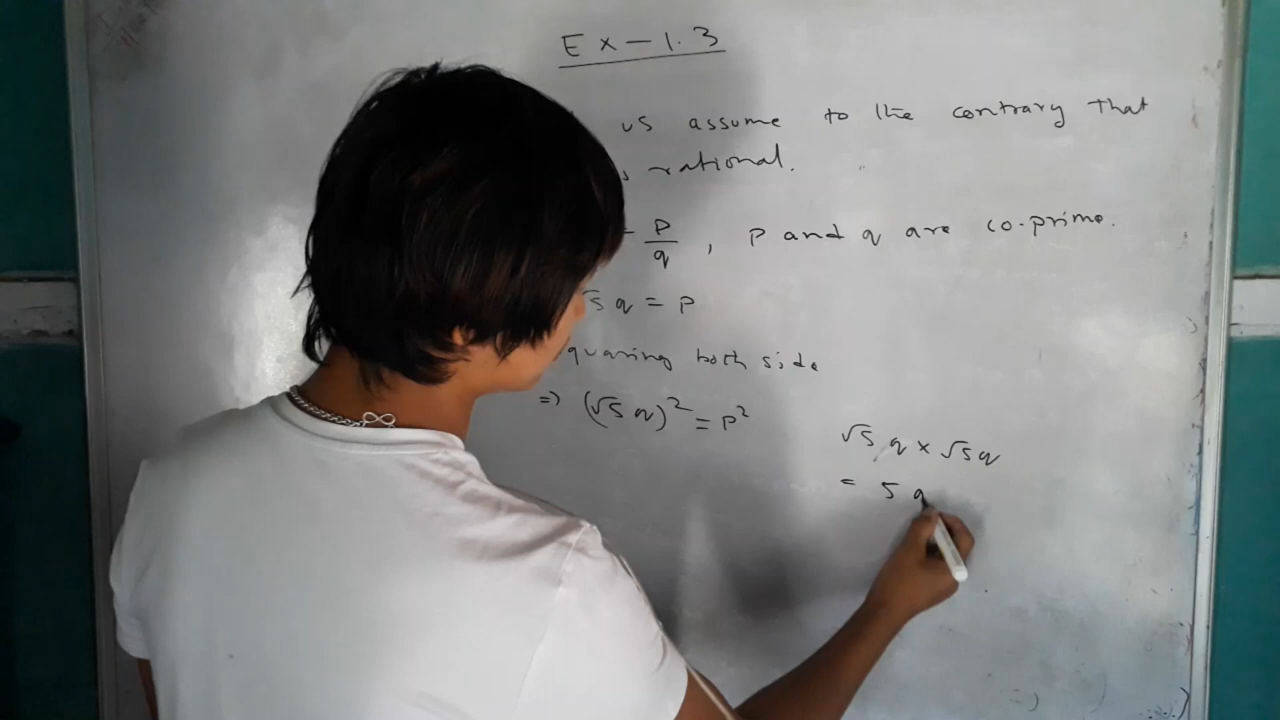 Ex-1.3
us assume to the contrary that
rational.
p/q, p and q are co-prime.
√5 q = p
quaring both side
=> (√5 q)² = p²
√5 q × √5 q
= 5 q